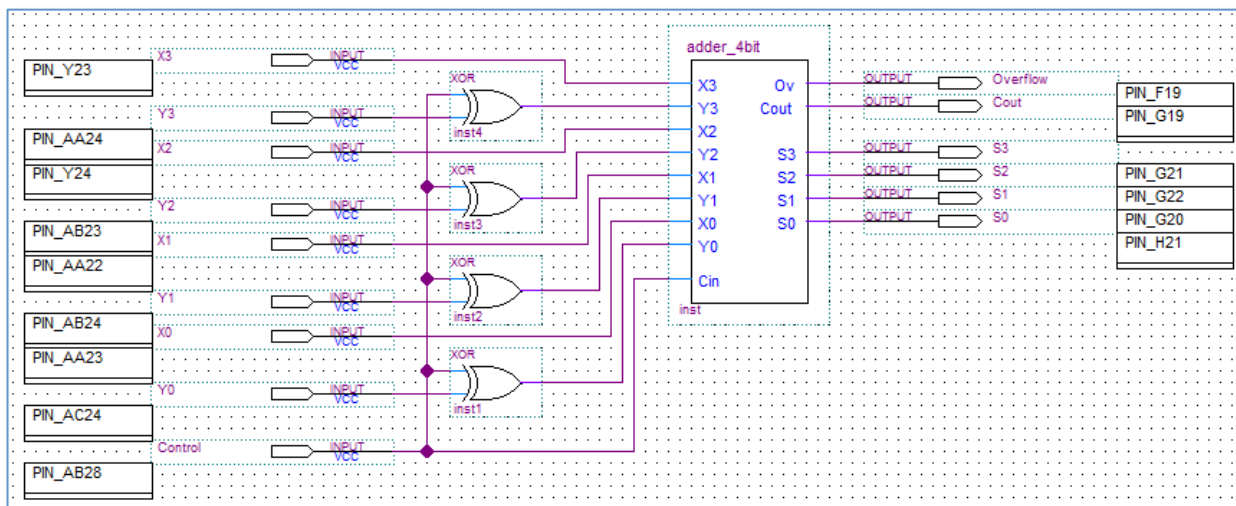 adder_4bit
X3 INPUT VCC
PIN_Y23
XOR
X3 Ov OUTPUT Overflow
PIN_F19
Y3 INPUT VCC
Y3 Cout OUTPUT Cout
PIN_G19
inst4
PIN_AA24
X2 INPUT VCC
X2
PIN_Y24
XOR
Y2 S3 OUTPUT S3
X1 S2 OUTPUT S2
PIN_G21
Y2 INPUT VCC
Y1 S1 OUTPUT S1
PIN_G22
inst3
X0 S0 OUTPUT S0
PIN_G20
PIN_AB23
X1 INPUT VCC
Y0
PIN_H21
PIN_AA22
XOR
Cin
Y1 INPUT VCC
inst2
inst
PIN_AB24
X0 INPUT VCC
PIN_AA23
XOR
Y0 INPUT VCC
inst1
PIN_AC24
Control INPUT VCC
PIN_AB28